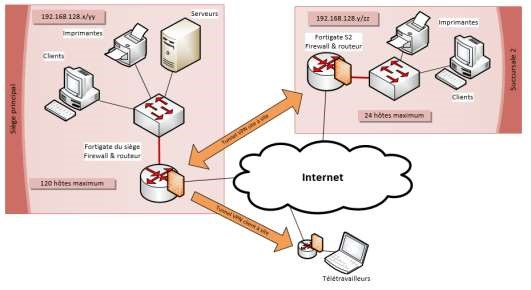 Siège principal
192.168.128.x/yy
Serveurs
Imprimantes
Clients
Fortigate du siège
Firewall & routeur
120 hôtes maximum
192.168.128.y/zz
Imprimantes
Fortigate S2
Firewall & routeur
Clients
24 hôtes maximum
Succursale 2
Tunnel VPN site à site
Internet
Tunnel VPN client à site
Télétravailleurs